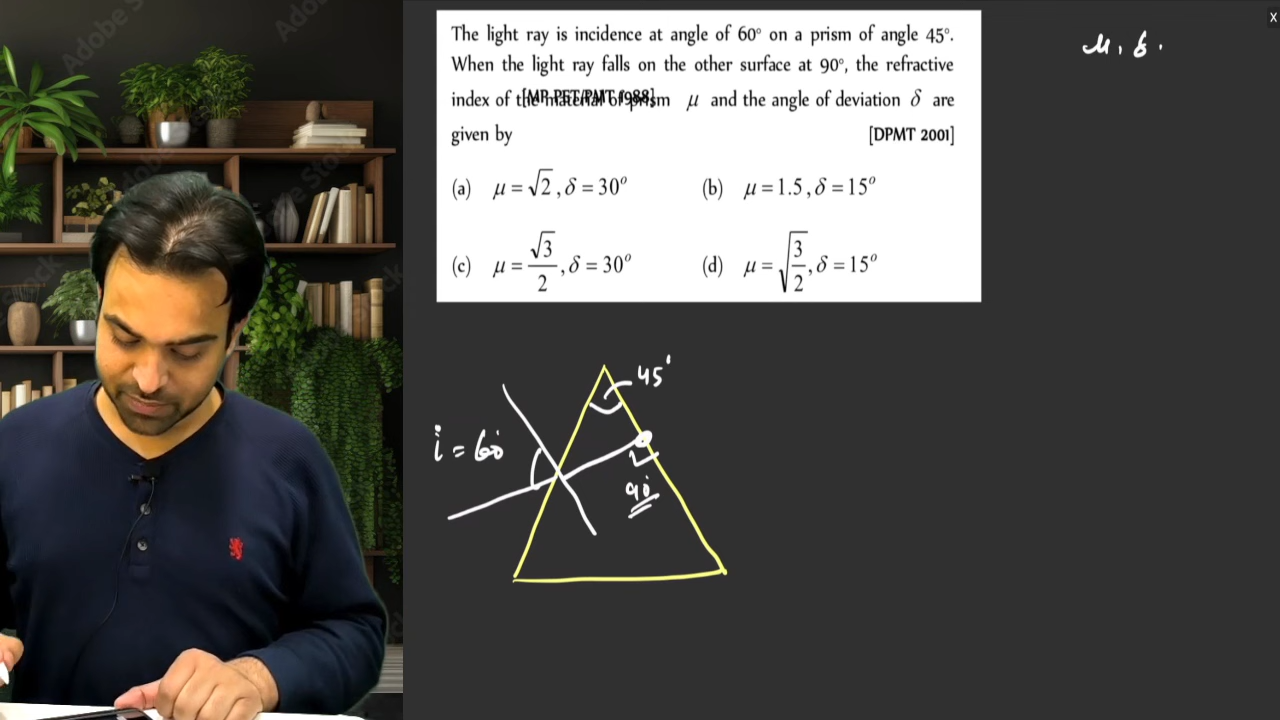 The light ray is incidence at angle of 60° on a prism of angle 45°.
When the light ray falls on the other surface at 90°, the refractive
index of the material of prism μ and the angle of deviation δ are
[MP PET/PMT 1988]
given by [DPMT 2001]
(a) μ = √2 , δ = 30° (b) μ = 1.5 , δ = 15°
(c) μ = √3/2 , δ = 30° (d) μ = √(3/2) , δ = 15°
μ, δ.
45°
i = 60°
90°
x
Adobe Stock